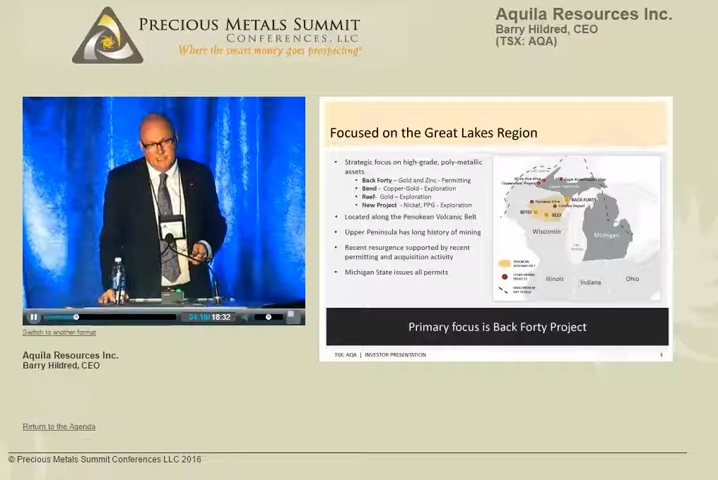 PRECIOUS METALS SUMMIT
CONFERENCES, LLC
Where the smart money goes prospecting
Aquila Resources Inc.
Barry Hildred, CEO
(TSX: AQA)
04:16/18:32
Switch to another format
Aquila Resources Inc.
Barry Hildred, CEO
Return to the Agenda
Focused on the Great Lakes Region
• Strategic focus on high-grade, poly-metallic
assets
• Back Forty – Gold and Zinc - Permitting
• Bend - Copper-Gold - Exploration
• Reef- Gold – Exploration
• New Project - Nickel, PPG - Exploration
• Located along the Penokean Volcanic Belt
• Upper Peninsula has long history of mining
• Recent resurgence supported by recent
permitting and acquisition activity
• Michigan State issues all permits
BACK FORTY
BEND
REEF
Wisconsin
Michigan
Illinois
Indiana
Ohio
Primary focus is Back Forty Project
TSX: AQA | INVESTOR PRESENTATION
4
© Precious Metals Summit Conferences LLC 2016